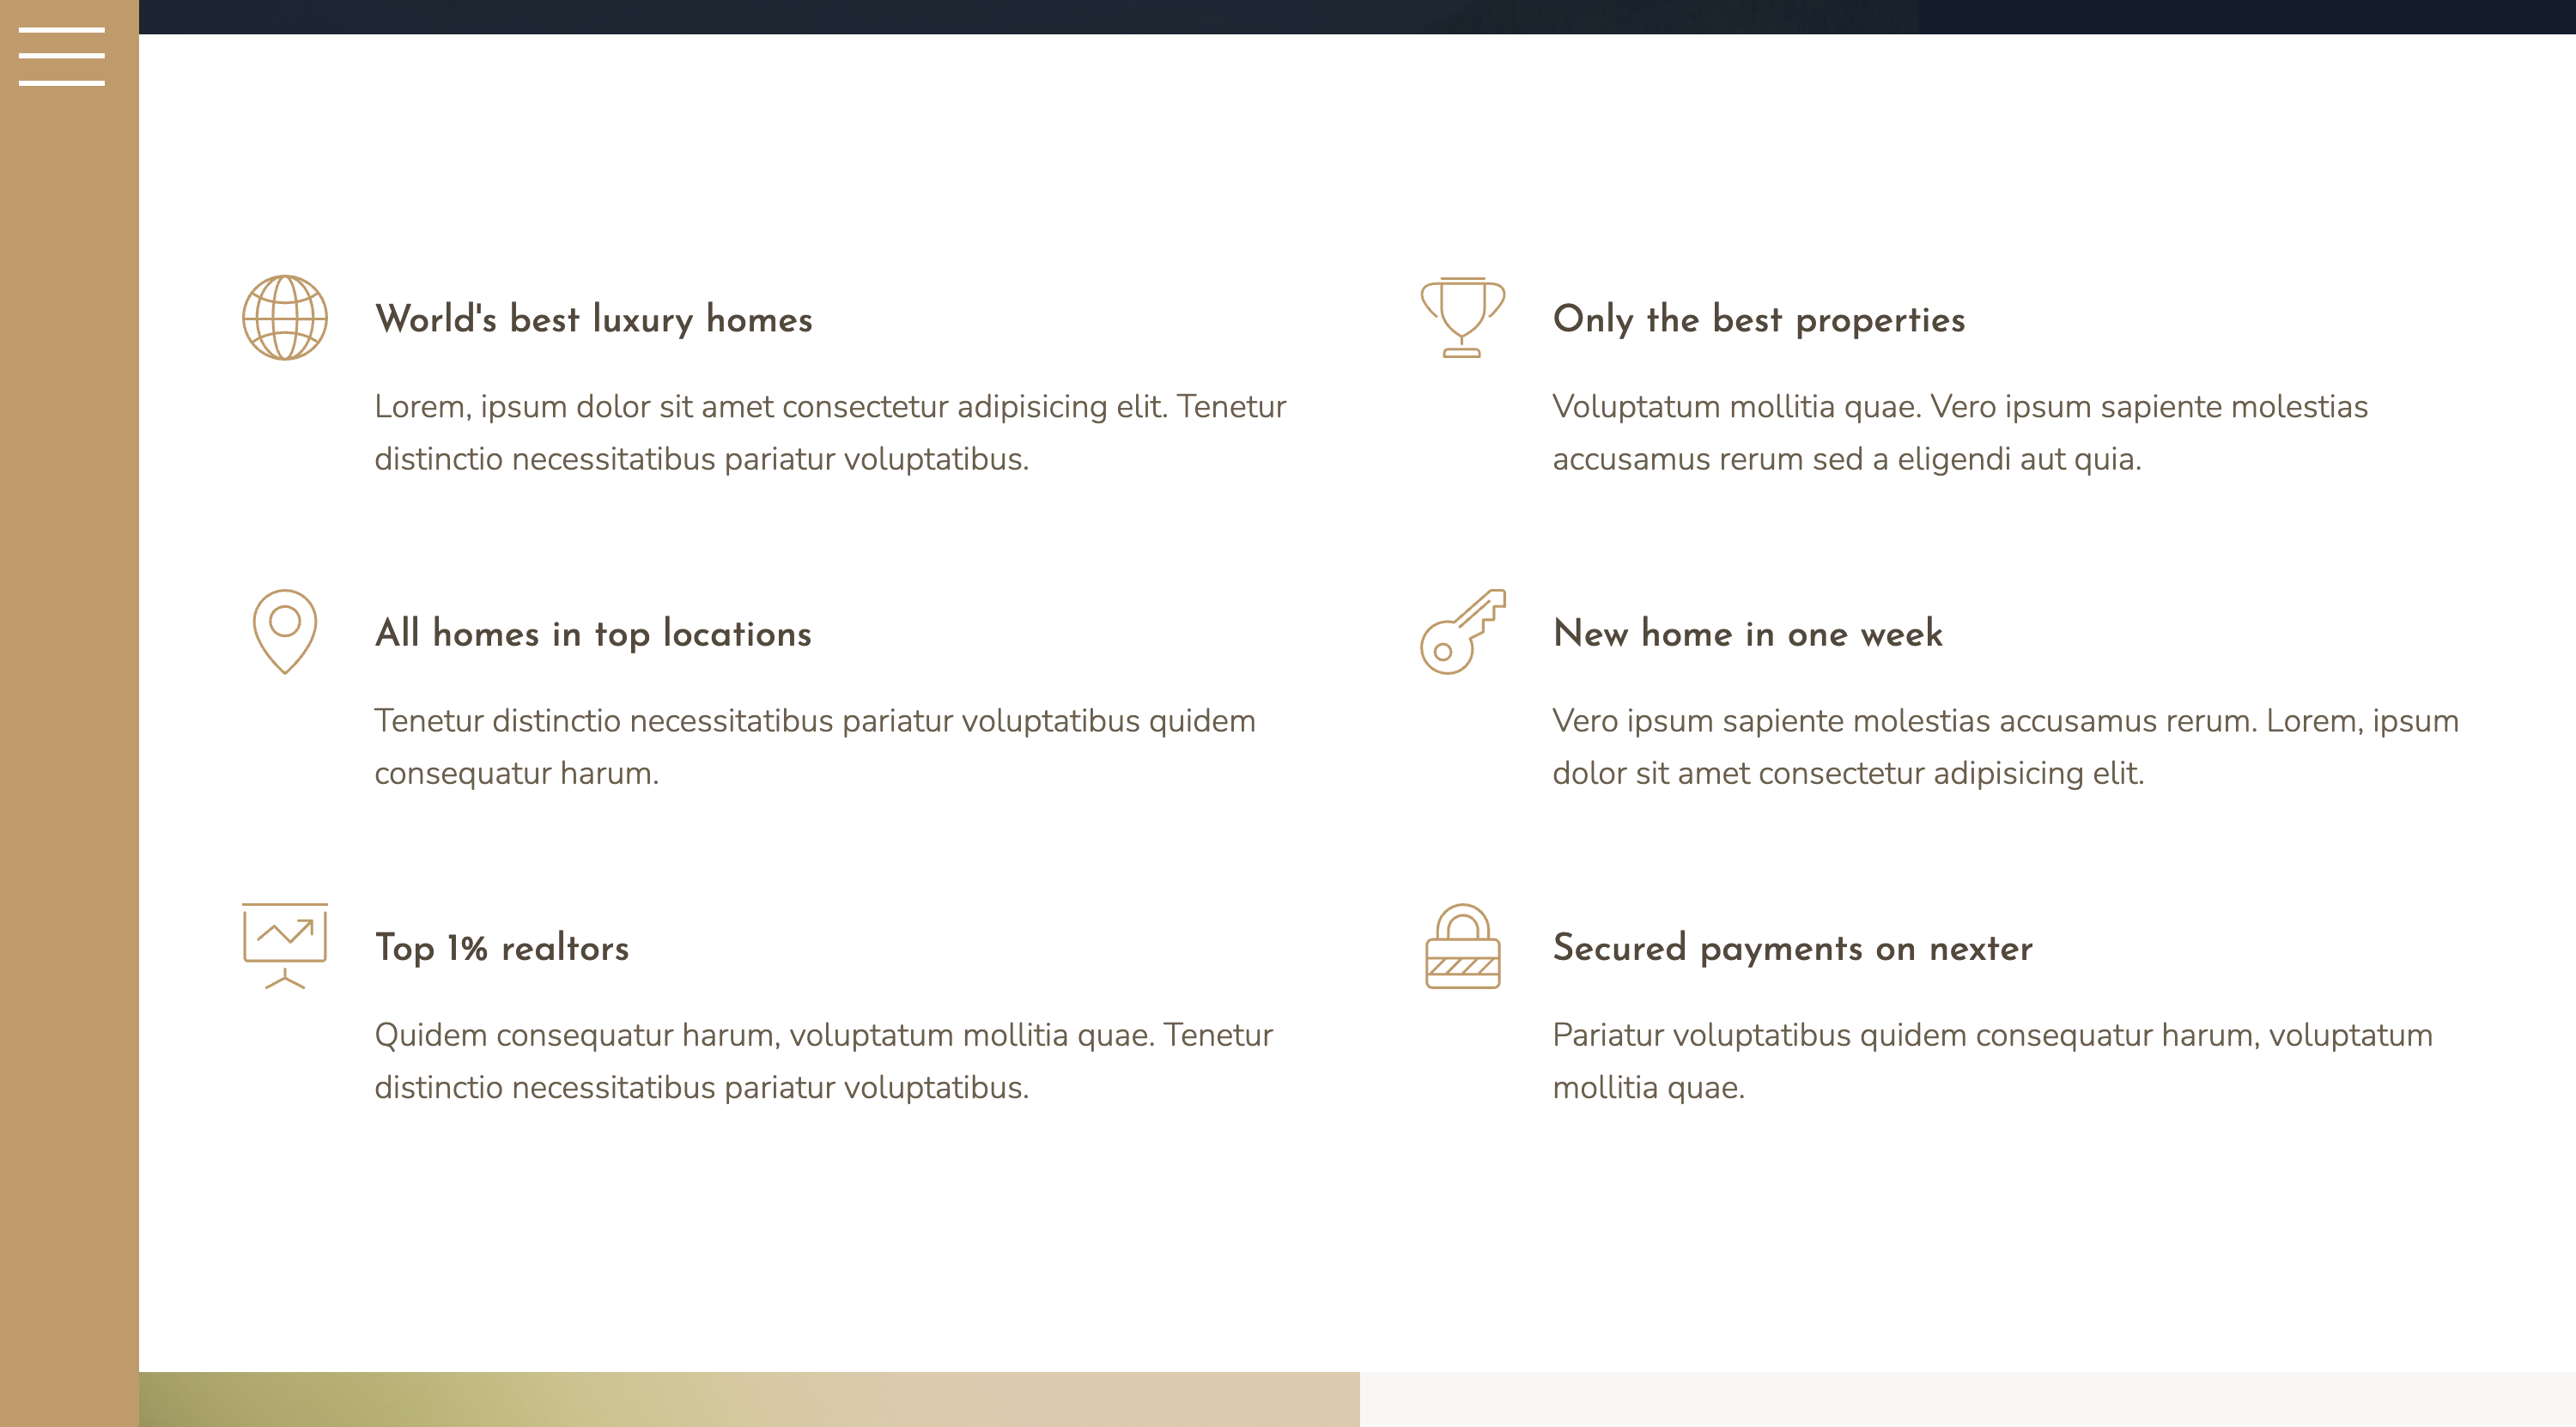 World's best luxury homes
Lorem, ipsum dolor sit amet consectetur adipisicing elit. Tenetur
distinctio necessitatibus pariatur voluptatibus.
Only the best properties
Voluptatum mollitia quae. Vero ipsum sapiente molestias
accusamus rerum sed a eligendi aut quia.
All homes in top locations
Tenetur distinctio necessitatibus pariatur voluptatibus quidem
consequatur harum.
New home in one week
Vero ipsum sapiente molestias accusamus rerum. Lorem, ipsum
dolor sit amet consectetur adipisicing elit.
Top 1% realtors
Quidem consequatur harum, voluptatum mollitia quae. Tenetur
distinctio necessitatibus pariatur voluptatibus.
Secured payments on nexter
Pariatur voluptatibus quidem consequatur harum, voluptatum
mollitia quae.